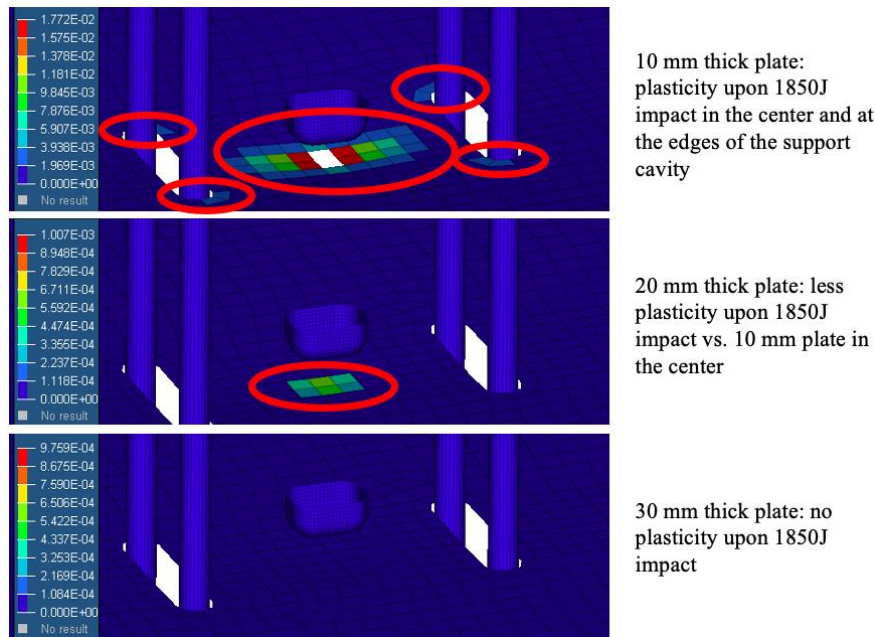 1.772E-02
1.575E-02
1.378E-02
1.181E-02
9.845E-03
7.876E-03
5.907E-03
3.938E-03
1.969E-03
0.000E+00
No result
10 mm thick plate:
plasticity upon 1850J
impact in the center and at
the edges of the support
cavity
1.007E-03
8.948E-04
7.829E-04
6.711E-04
5.592E-04
4.474E-04
3.355E-04
2.237E-04
1.118E-04
0.000E+00
No result
20 mm thick plate: less
plasticity upon 1850J
impact vs. 10 mm plate in
the center
9.759E-04
8.675E-04
7.590E-04
6.506E-04
5.422E-04
4.337E-04
3.253E-04
2.169E-04
1.084E-04
0.000E+00
No result
30 mm thick plate: no
plasticity upon 1850J
impact